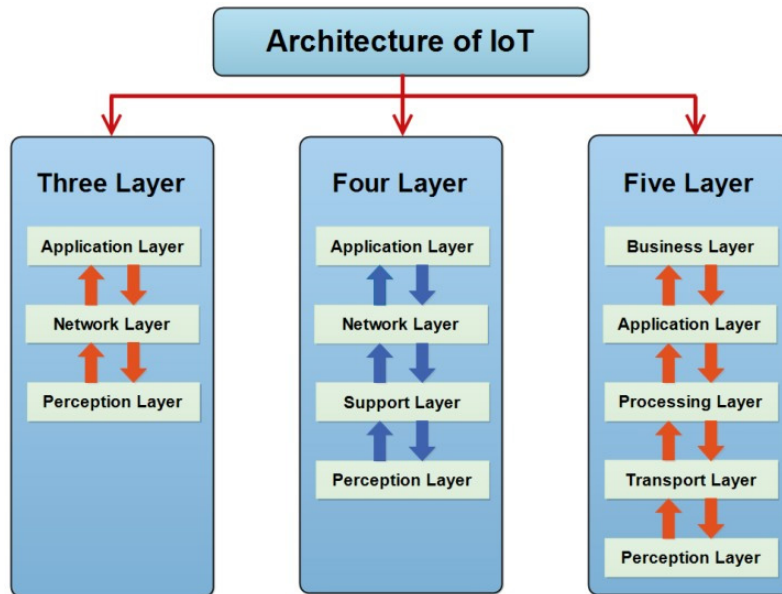 Architecture of IoT
Three Layer
Application Layer
Network Layer
Perception Layer
Four Layer
Application Layer
Network Layer
Support Layer
Perception Layer
Five Layer
Business Layer
Application Layer
Processing Layer
Transport Layer
Perception Layer